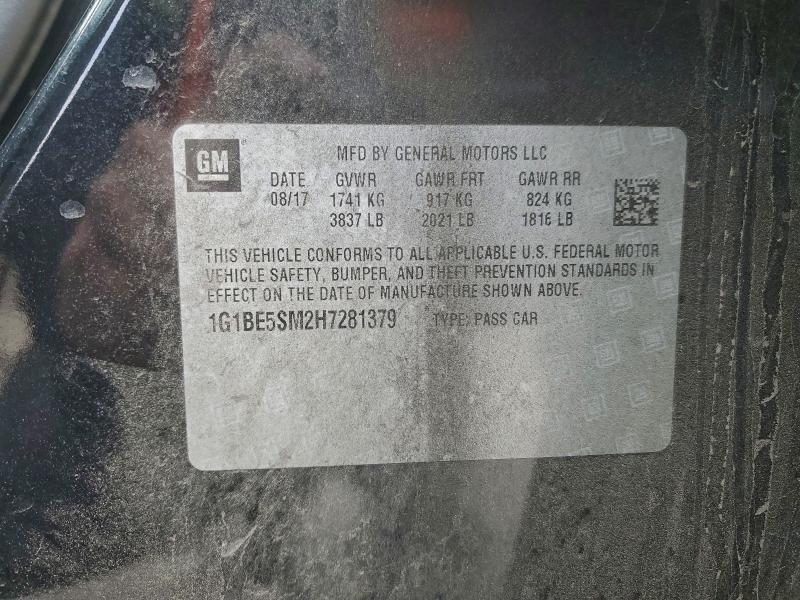 GM
MFD BY GENERAL MOTORS LLC
DATE GVWR GAWR FRT GAWR RR
08/17 1741 KG 917 KG 824 KG
3837 LB 2021 LB 1816 LB
THIS VEHICLE CONFORMS TO ALL APPLICABLE U.S. FEDERAL MOTOR
VEHICLE SAFETY, BUMPER, AND THEFT PREVENTION STANDARDS IN
EFFECT ON THE DATE OF MANUFACTURE SHOWN ABOVE.
1G1BE5SM2H7281379 TYPE: PASS CAR